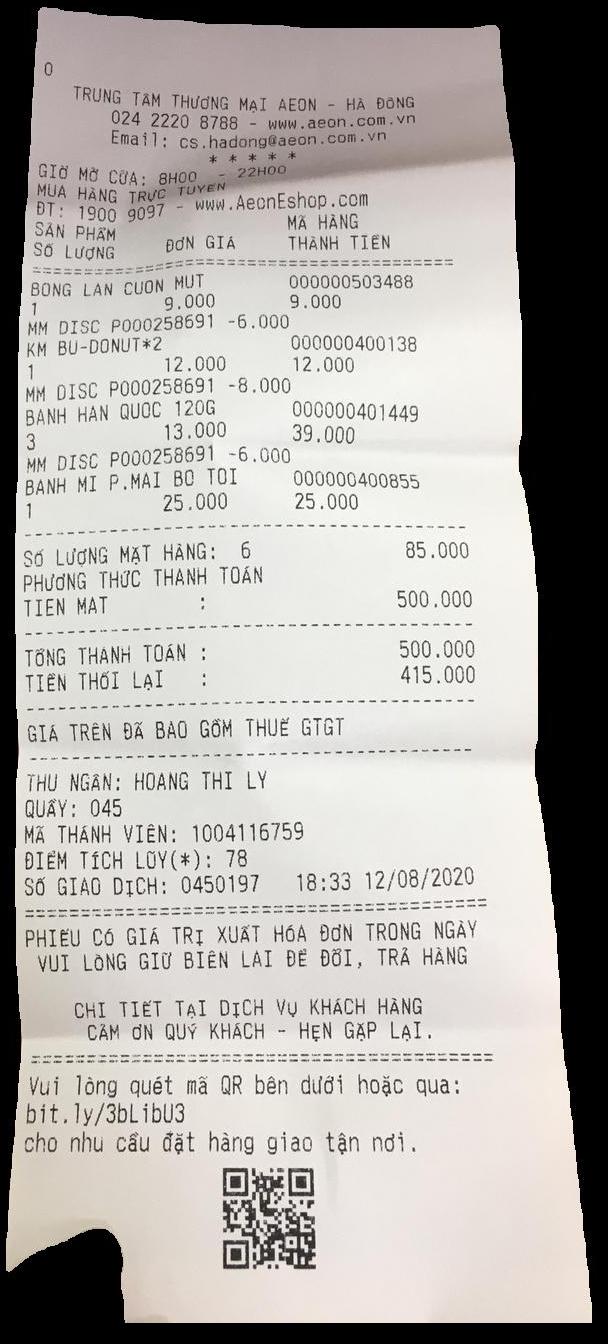 0
TRUNG TÂM THƯƠNG MẠI AEON - HÀ ĐÔNG
024 2220 8788 - www.aeon.com.vn
Email: cs.hadong@aeon.com.vn
* * * * *
GIỜ MỞ CỬA: 8H00 - 22H00
MUA HÀNG TRỰC TUYẾN
ĐT: 1900 9097 - www.AeonEshop.com
SẢN PHẨM MÃ HÀNG
SỐ LƯỢNG ĐƠN GIÁ THÀNH TIỀN
==================================================
BONG LAN CUON MUT 000000503488
1 9.000 9.000
MM DISC P000258691 -6.000
KM BU-DONUT*2 000000400138
1 12.000 12.000
MM DISC P000258691 -8.000
BANH HAN QUOC 120G 000000401449
3 13.000 39.000
MM DISC P000258691 -6.000
BANH MI P.MAI BO TOI 000000400855
1 25.000 25.000
--------------------------------------------------
SỐ LƯỢNG MẶT HÀNG: 6 85.000
PHƯƠNG THỨC THANH TOÁN
TIEN MAT : 500.000
--------------------------------------------------
TỔNG THANH TOÁN : 500.000
TIỀN THỐI LẠI : 415.000
--------------------------------------------------
GIÁ TRÊN ĐÃ BAO GỒM THUẾ GTGT
--------------------------------------------------
THU NGÂN: HOANG THI LY
QUẦY: 045
MÃ THÀNH VIÊN: 1004116759
ĐIỂM TÍCH LŨY(*): 78
SỐ GIAO DỊCH: 0450197 18:33 12/08/2020
==================================================
PHIẾU CÓ GIÁ TRỊ XUẤT HÓA ĐƠN TRONG NGÀY
VUI LÒNG GIỮ BIÊN LAI ĐỂ ĐỔI, TRẢ HÀNG
CHI TIẾT TẠI DỊCH VỤ KHÁCH HÀNG
CẢM ƠN QUÝ KHÁCH - HẸN GẶP LẠI.
==================================================
Vui lòng quét mã QR bên dưới hoặc qua:
bit.ly/3bLibU3
cho nhu cầu đặt hàng giao tận nơi.